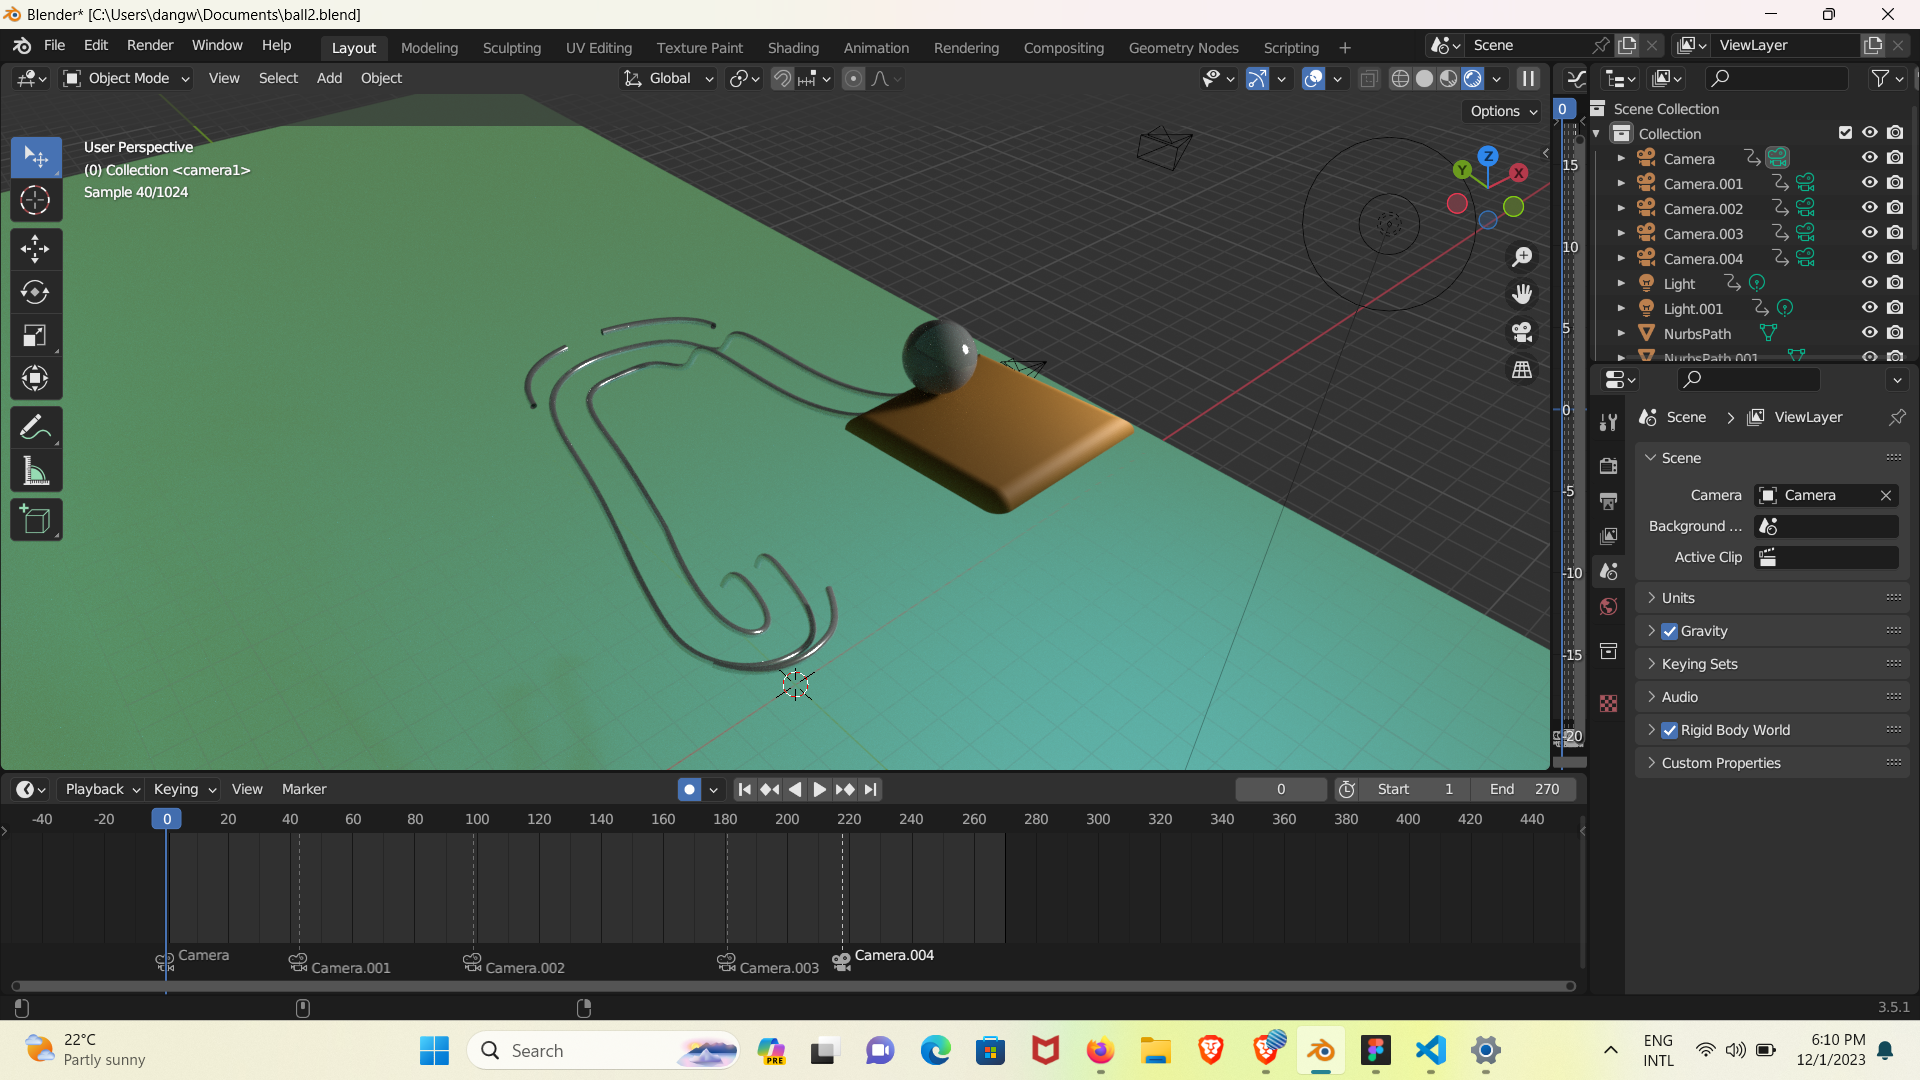 Blender* [C:\Users\dangw\Documents\ball2.blend]
File Edit Render Window Help
Layout Modeling Sculpting UV Editing Texture Paint Shading Animation Rendering Compositing Geometry Nodes Scripting
Scene ViewLayer
Object Mode View Select Add Object
Global
Options
User Perspective
(0) Collection <camera1>
Sample 40/1024
Z
Y
X
0
15
10
5
0
-5
-10
-15
-20
Scene Collection
Collection
Camera
Camera.001
Camera.002
Camera.003
Camera.004
Light
Light.001
NurbsPath
NurbsPath.001
Scene > ViewLayer
Scene
Camera Camera
Background ...
Active Clip
Units
Gravity
Keying Sets
Audio
Rigid Body World
Custom Properties
Playback Keying View Marker
0 Start 1 End 270
-40 -20 0 20 40 60 80 100 120 140 160 180 200 220 240 260 280 300 320 340 360 380 400 420 440
Camera
Camera.001
Camera.002
Camera.003
Camera.004
3.5.1
22°C
Partly sunny
Search
PRE
ENG
INTL
6:10 PM
12/1/2023